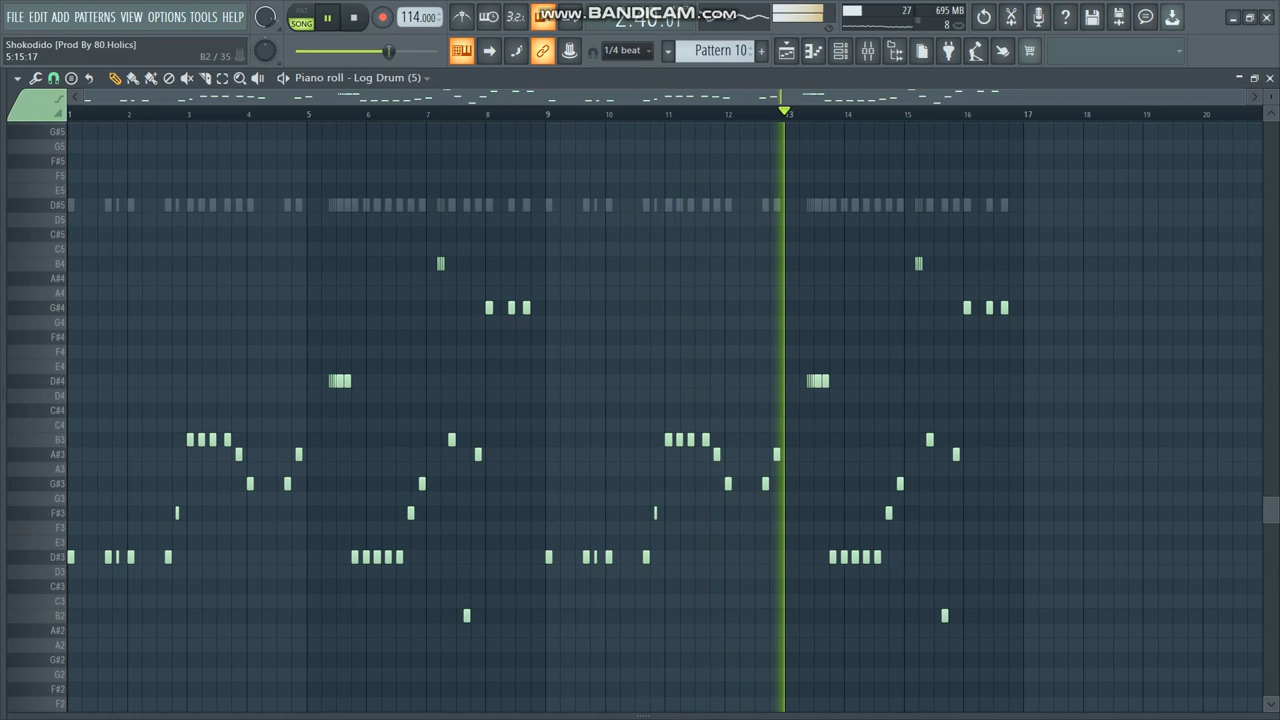 FILE EDIT ADD PATTERNS VIEW OPTIONS TOOLS HELP
PAT
SONG
114.000
3.2.
www.BANDICAM.com
27
695 MB
8
Shokodido [Prod By 80.Holics]
5:15:17
B2 / 35
1/4 beat
Pattern 10
Piano roll - Log Drum (5)
1 2 3 4 5 6 7 8 9 10 11 12 13 14 15 16 17 18 19 20
G#5
G5
F#5
F5
E5
D#5
D5
C#5
C5
B4
A#4
A4
G#4
G4
F#4
F4
E4
D#4
D4
C#4
C4
B3
A#3
A3
G#3
G3
F#3
F3
E3
D#3
D3
C#3
C3
B2
A#2
A2
G#2
G2
F#2
F2